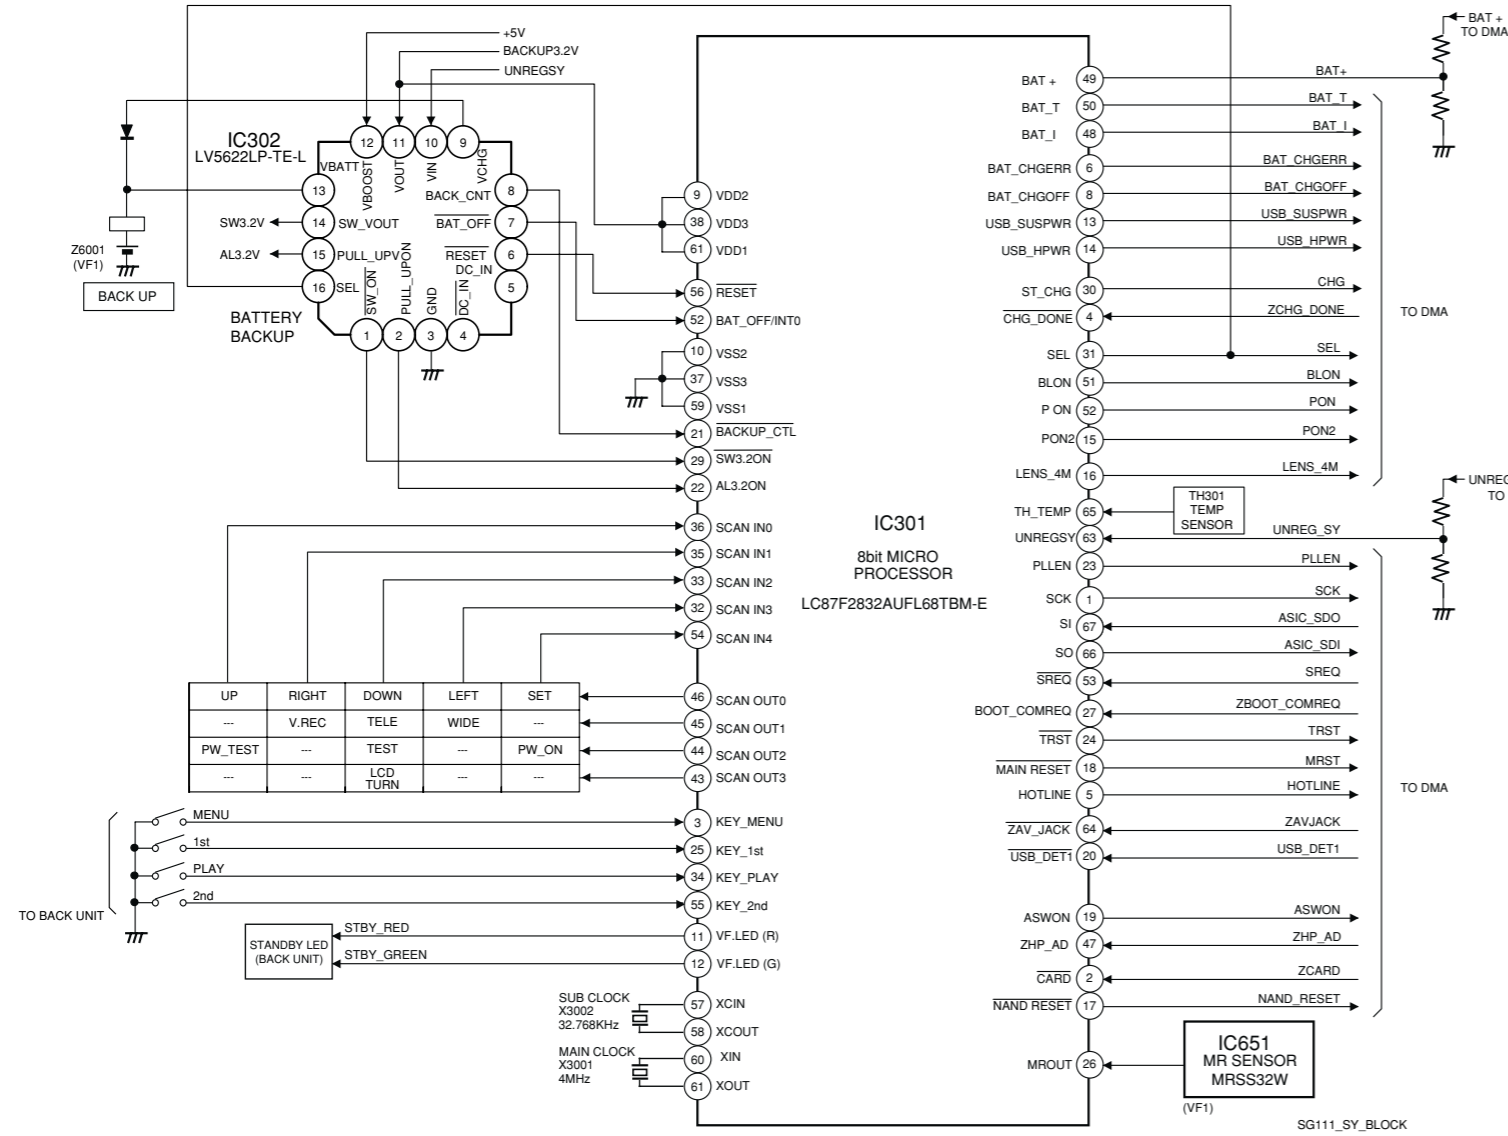 +5V
BACKUP3.2V
UNREGSY
IC302
LV5622LP-TE-L
12
11
10
9
VBATT
VBOOST
VOUT
VIN
VCHG
13
14
15
16
SW_VOUT
PULL_UPV
SEL
SW3.2V
AL3.2V
BACK_CNT
8
BAT_OFF
7
RESET
6
DC_IN
5
SW_ON
PULL_UPON
GND
DC_IN
1
2
3
4
Z6001
(VF1)
BACK UP
BATTERY
BACKUP
9 VDD2
38 VDD3
61 VDD1
56 RESET
52 BAT_OFF/INT0
10 VSS2
37 VSS3
59 VSS1
21 BACKUP_CTL
29 SW3.2ON
22 AL3.2ON
36 SCAN IN0
35 SCAN IN1
33 SCAN IN2
32 SCAN IN3
54 SCAN IN4
UP RIGHT DOWN LEFT SET
46 SCAN OUT0
--- V.REC TELE WIDE ---
45 SCAN OUT1
PW_TEST --- TEST --- PW_ON
44 SCAN OUT2
--- --- LCD TURN --- ---
43 SCAN OUT3
MENU
3 KEY_MENU
1st
25 KEY_1st
PLAY
34 KEY_PLAY
2nd
55 KEY_2nd
TO BACK UNIT
STANDBY LED
(BACK UNIT)
STBY_RED
11 VF.LED (R)
STBY_GREEN
12 VF.LED (G)
SUB CLOCK
X3002
32.768KHz
57 XCIN
58 XCOUT
MAIN CLOCK
X3001
4MHz
60 XIN
61 XOUT
IC301
8bit MICRO
PROCESSOR
LC87F2832AUFL68TBM-E
BAT + 49 BAT+
BAT +
TO DMA
BAT_T 50 BAT_T
BAT_I 48 BAT_I
BAT_CHGERR 6 BAT_CHGERR
BAT_CHGOFF 8 BAT_CHGOFF
USB_SUSPWR 13 USB_SUSPWR
USB_HPWR 14 USB_HPWR
ST_CHG 30 CHG
CHG_DONE 4 ZCHG_DONE
TO DMA
SEL 31 SEL
BLON 51 BLON
P ON 52 PON
PON2 15 PON2
LENS_4M 16 LENS_4M
TH_TEMP 65
TH301
TEMP
SENSOR
UNREG
TO
UNREGSY 63 UNREG_SY
PLLEN 23 PLLEN
SCK 1 SCK
SI 67 ASIC_SDO
SO 66 ASIC_SDI
SREQ 53 SREQ
BOOT_COMREQ 27 ZBOOT_COMREQ
TRST 24 TRST
MAIN RESET 18 MRST
HOTLINE 5 HOTLINE
TO DMA
ZAV_JACK 64 ZAVJACK
USB_DET1 20 USB_DET1
ASWON 19 ASWON
ZHP_AD 47 ZHP_AD
CARD 2 ZCARD
NAND RESET 17 NAND_RESET
MROUT 26
IC651
MR SENSOR
MRSS32W
(VF1)
SG111_SY_BLOCK